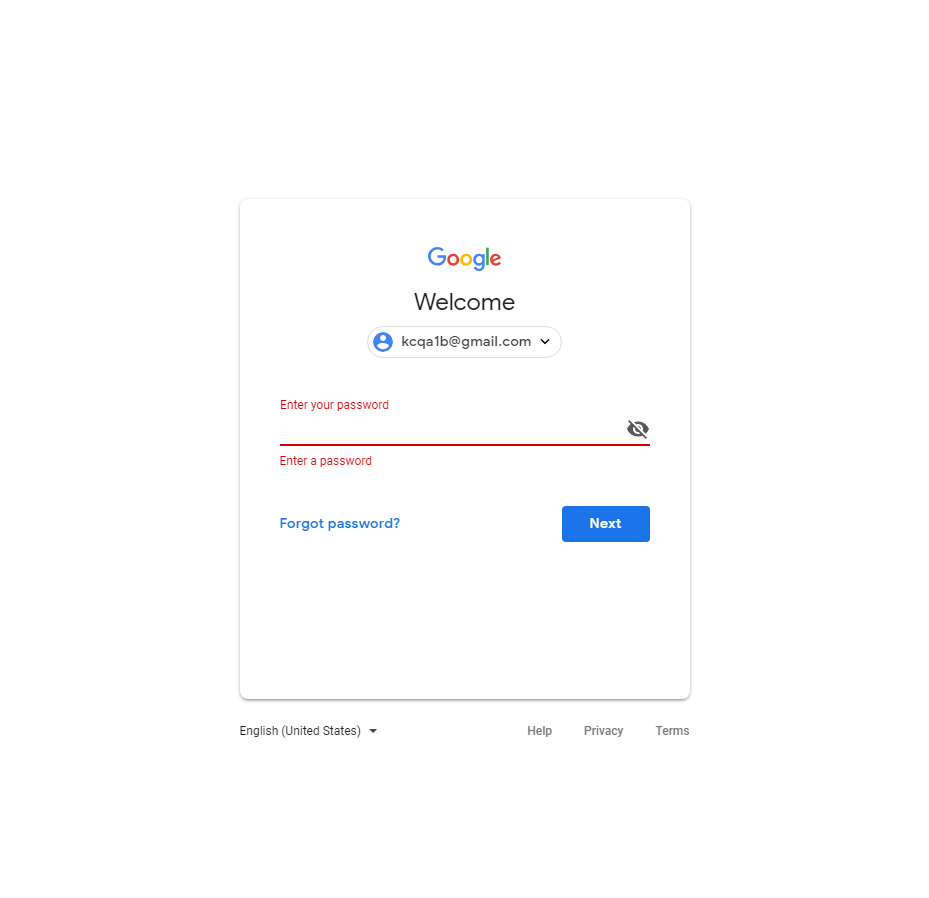 Google
Welcome
kcqa1b@gmail.com
Enter your password
Enter a password
Forgot password?
Next
English (United States)
Help
Privacy
Terms